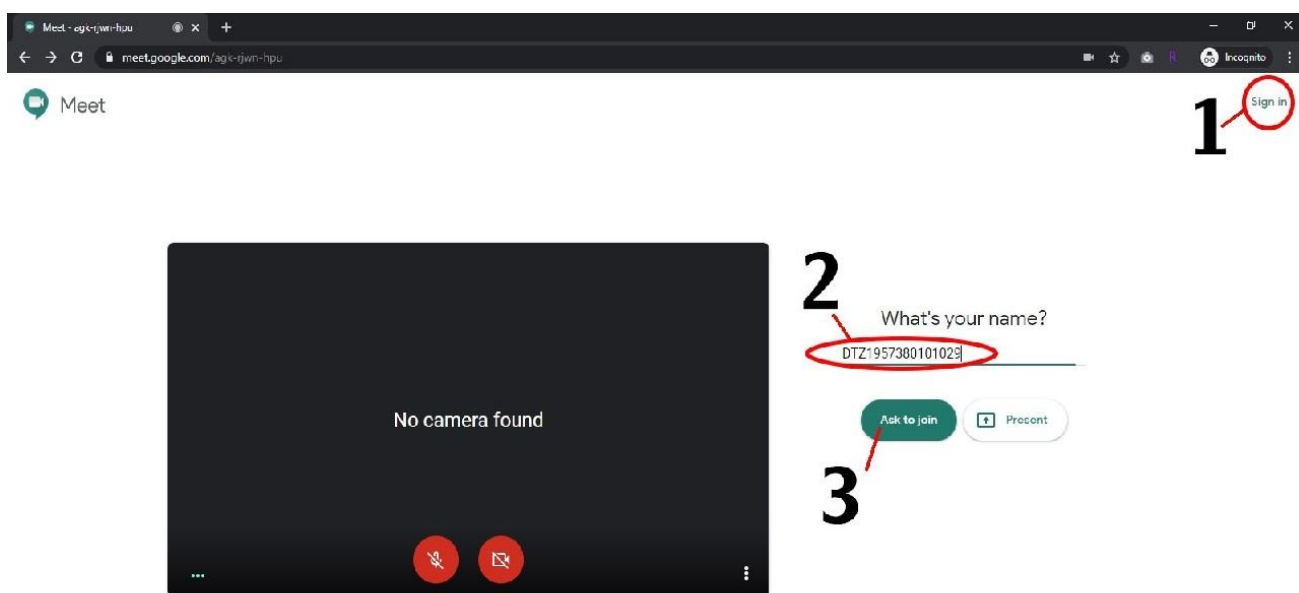 Meet - agk-rjwn-hpu
meet.google.com/agk-rjwn-hpu
Incognito
Meet
Sign in
1
2
What's your name?
DTZ1957380101029
No camera found
Ask to join
Present
3